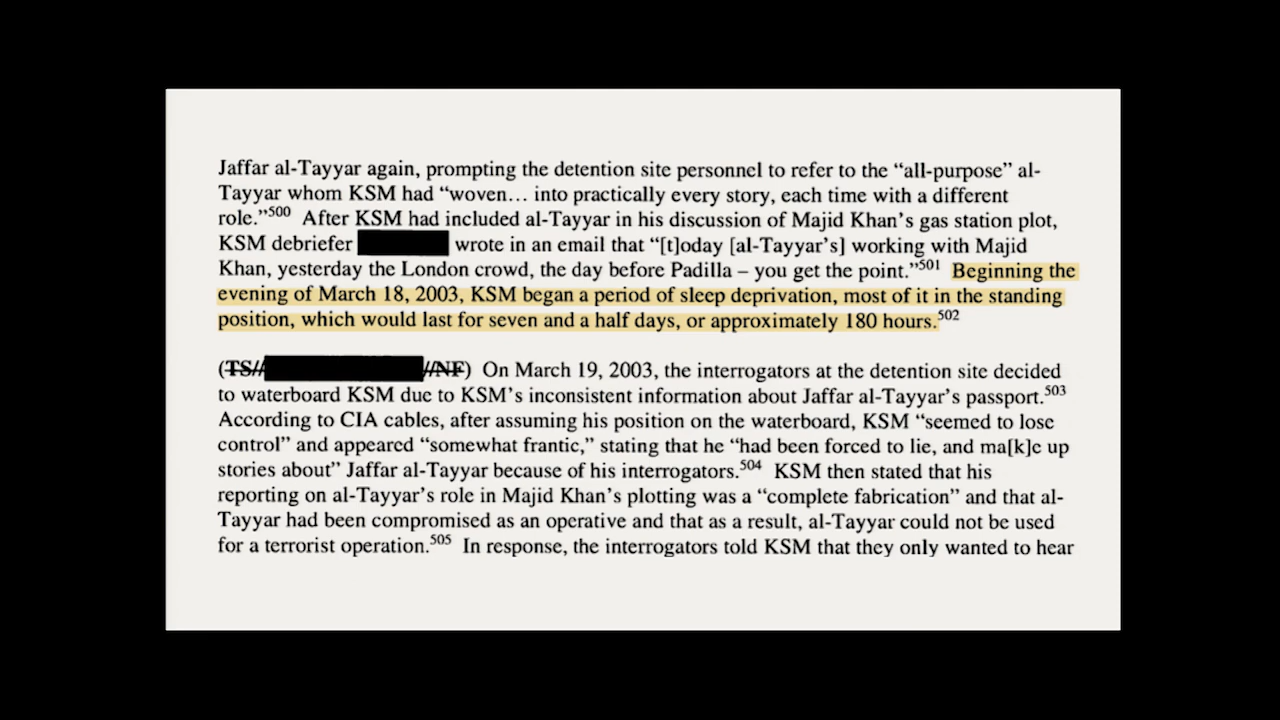 Jaffar al-Tayyar again, prompting the detention site personnel to refer to the “all-purpose” al-
Tayyar whom KSM had “woven… into practically every story, each time with a different
role.”500 After KSM had included al-Tayyar in his discussion of Majid Khan’s gas station plot,
KSM debriefer wrote in an email that “[t]oday [al-Tayyar’s] working with Majid
Khan, yesterday the London crowd, the day before Padilla – you get the point.”501 Beginning the
evening of March 18, 2003, KSM began a period of sleep deprivation, most of it in the standing
position, which would last for seven and a half days, or approximately 180 hours.502
(TS// //NF) On March 19, 2003, the interrogators at the detention site decided
to waterboard KSM due to KSM’s inconsistent information about Jaffar al-Tayyar’s passport.503
According to CIA cables, after assuming his position on the waterboard, KSM “seemed to lose
control” and appeared “somewhat frantic,” stating that he “had been forced to lie, and ma[k]e up
stories about” Jaffar al-Tayyar because of his interrogators.504 KSM then stated that his
reporting on al-Tayyar’s role in Majid Khan’s plotting was a “complete fabrication” and that al-
Tayyar had been compromised as an operative and that as a result, al-Tayyar could not be used
for a terrorist operation.505 In response, the interrogators told KSM that they only wanted to hear